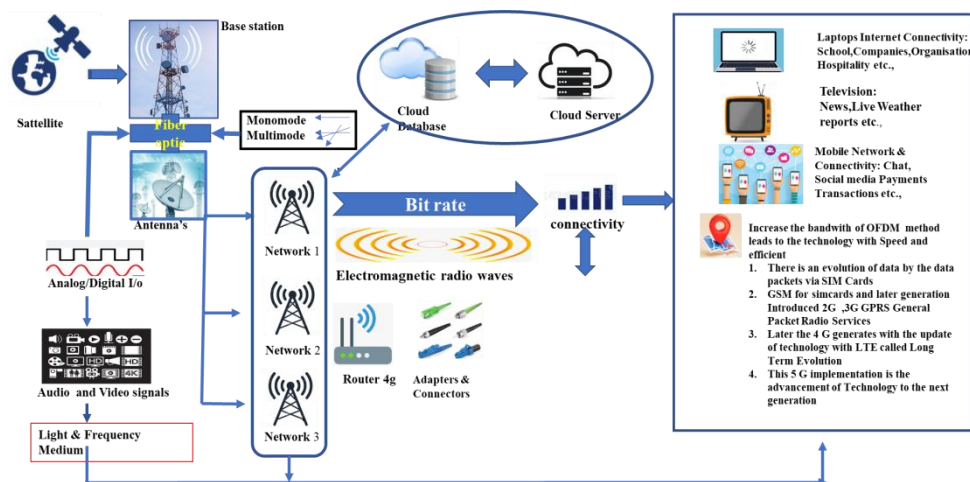 Base station
Sattellite
Fiber
optic
Monomode
Multimode
Antenna's
Cloud
Database
Cloud Server
Network 1
Network 2
Network 3
Bit rate
Electromagnetic radio waves
connectivity
Router 4g
Adapters &
Connectors
Analog/Digital I/o
HD
HD
4K
Audio and Video signals
Light & Frequency
Medium
Laptops Internet Connectivity:
School,Companies,Organisation
Hospitality etc.,
Television:
News,Live Weather
reports etc.,
Mobile Network &
Connectivity: Chat,
Social media Payments
Transactions etc.,
Increase the bandwith of OFDM method
leads to the technology with Speed and
efficient
1. There is an evolution of data by the data
packets via SIM Cards
2. GSM for simcards and later generation
Introduced 2G ,3G GPRS General
Packet Radio Services
3. Later the 4 G generates with the update
of technology with LTE called Long
Term Evolution
4. This 5 G implementation is the
advancement of Technology to the next
generation